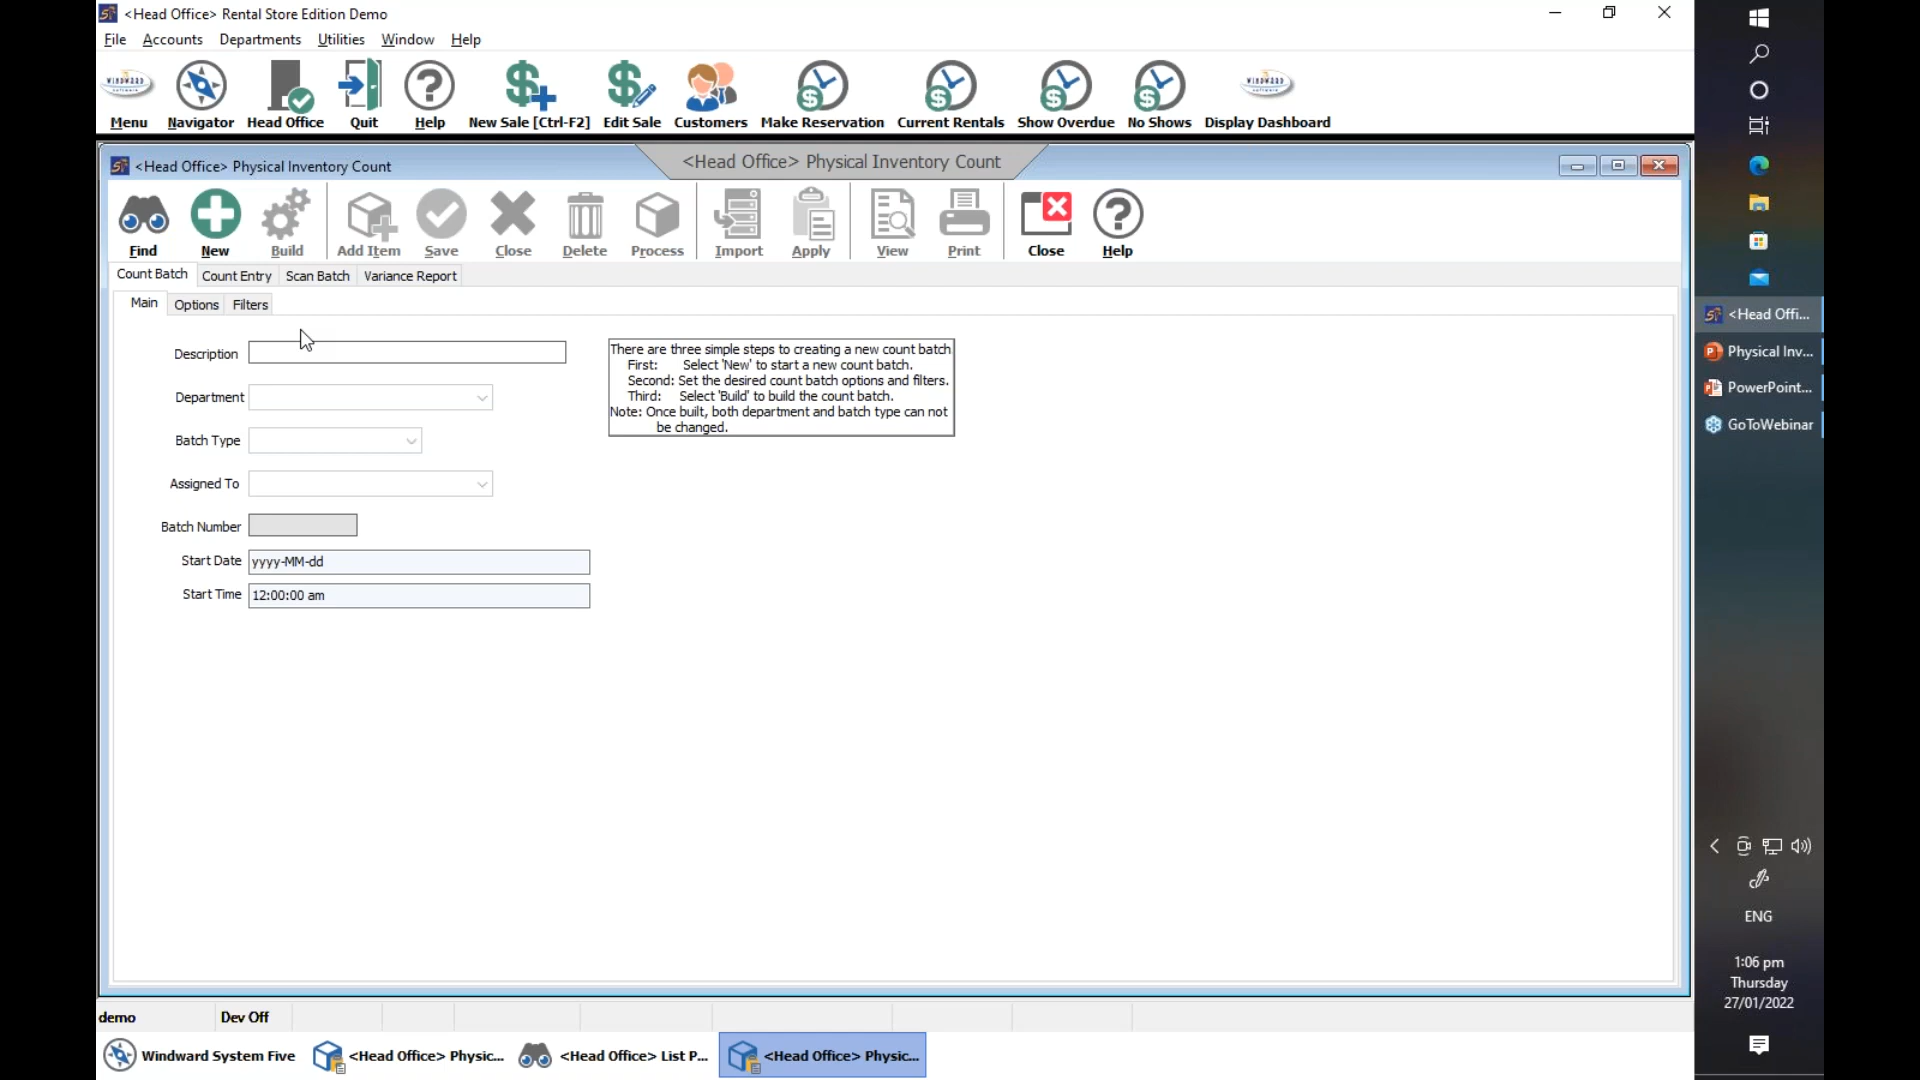 <Head Office> Rental Store Edition Demo
File Accounts Departments Utilities Window Help
Menu Navigator Head Office Quit Help New Sale [Ctrl-F2] Edit Sale Customers Make Reservation Current Rentals Show Overdue No Shows Display Dashboard
<Head Office> Physical Inventory Count
<Head Office> Physical Inventory Count
Find New Build Add Item Save Close Delete Process Import Apply View Print Close Help
Count Batch Count Entry Scan Batch Variance Report
Main Options Filters
Description
Department
Batch Type
Assigned To
Batch Number
Start Date yyyy-MM-dd
Start Time 12:00:00 am
There are three simple steps to creating a new count batch
First: Select 'New' to start a new count batch.
Second: Set the desired count batch options and filters.
Third: Select 'Build' to build the count batch.
Note: Once built, both department and batch type can not
be changed.
demo Dev Off
Windward System Five <Head Office> Physic... <Head Office> List P... <Head Office> Physic...
<Head Offi...
Physical Inv...
PowerPoint...
GoToWebinar
ENG
1:06 pm
Thursday
27/01/2022